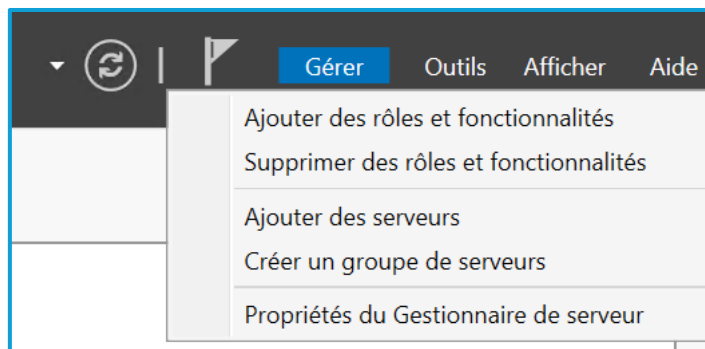 Gérer Outils Afficher Aide
Ajouter des rôles et fonctionnalités
Supprimer des rôles et fonctionnalités
Ajouter des serveurs
Créer un groupe de serveurs
Propriétés du Gestionnaire de serveur